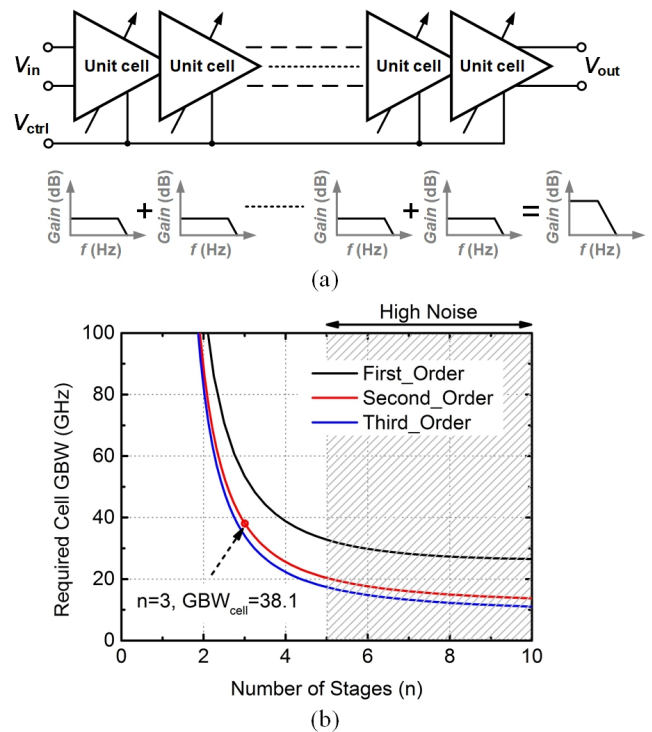 Unit cell Unit cell Unit cell Unit cell
Vin Vout
Vctrl
Gain (dB) + Gain (dB) Gain (dB) + Gain (dB) = Gain (dB)
f (Hz) f (Hz) f (Hz) f (Hz) f (Hz)
(a)
High Noise
Required Cell GBW (GHz)
100
80
60
40
20
0
First_Order
Second_Order
Third_Order
n=3, GBWcell=38.1
0 2 4 6 8 10
Number of Stages (n)
(b)